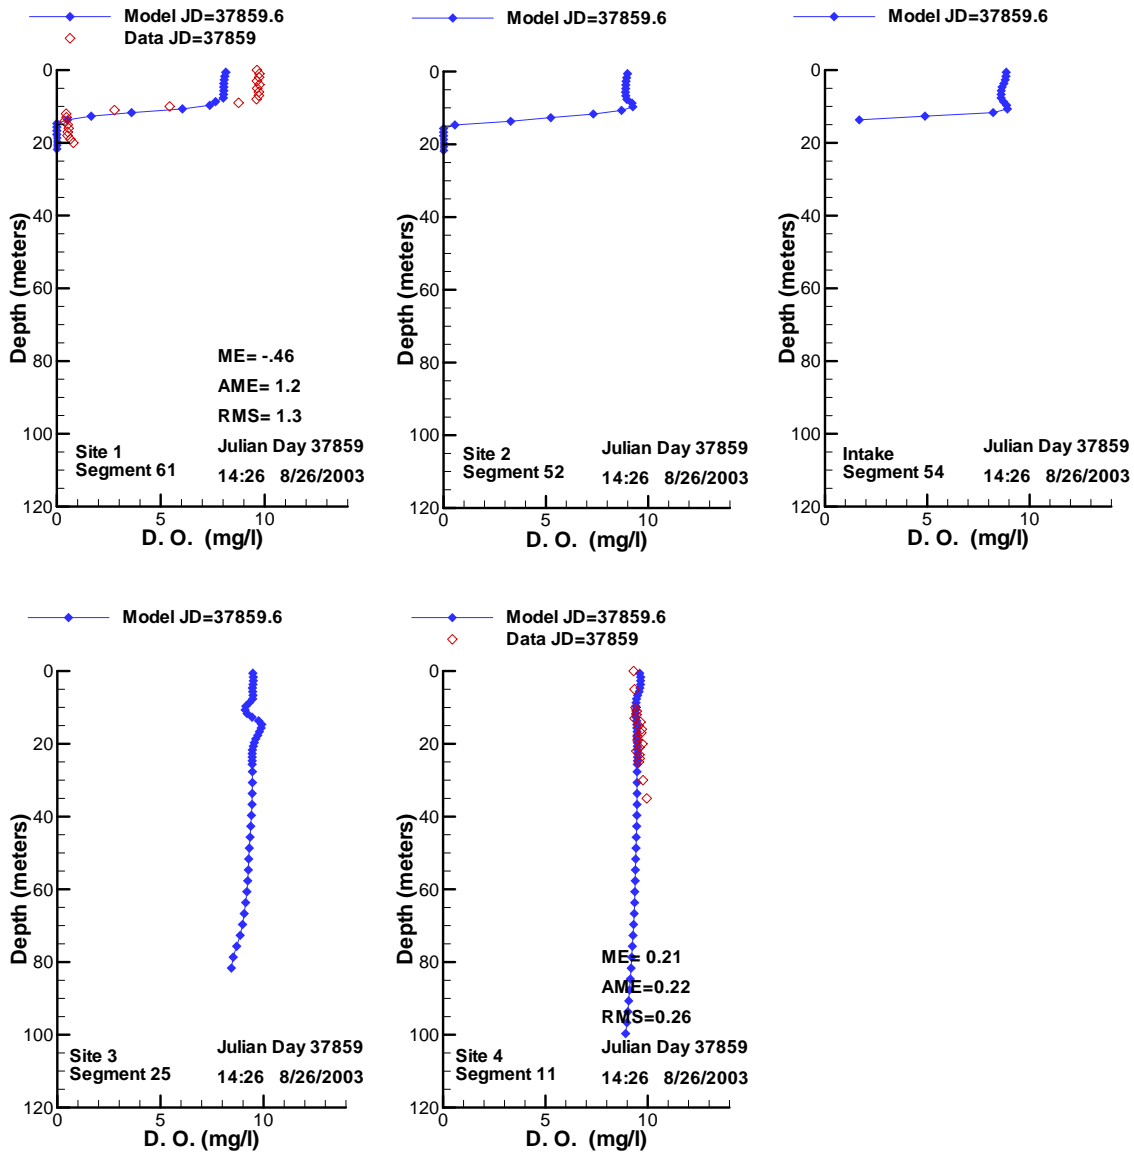 Model JD=37859.6
Data JD=37859
0
20
40
60
80
100
120
Depth (meters)
ME= -.46
AME= 1.2
RMS= 1.3
Site 1
Segment 61
Julian Day 37859
14:26 8/26/2003
0 5 10
D. O. (mg/l)
Model JD=37859.6
0
20
40
60
80
100
120
Depth (meters)
Site 2
Segment 52
Julian Day 37859
14:26 8/26/2003
0 5 10
D. O. (mg/l)
Model JD=37859.6
0
20
40
60
80
100
120
Depth (meters)
Intake
Segment 54
Julian Day 37859
14:26 8/26/2003
0 5 10
D. O. (mg/l)
Model JD=37859.6
0
20
40
60
80
100
120
Depth (meters)
Site 3
Segment 25
Julian Day 37859
14:26 8/26/2003
0 5 10
D. O. (mg/l)
Model JD=37859.6
Data JD=37859
0
20
40
60
80
100
120
Depth (meters)
ME= 0.21
AME=0.22
RMS=0.26
Site 4
Segment 11
Julian Day 37859
14:26 8/26/2003
0 5 10
D. O. (mg/l)